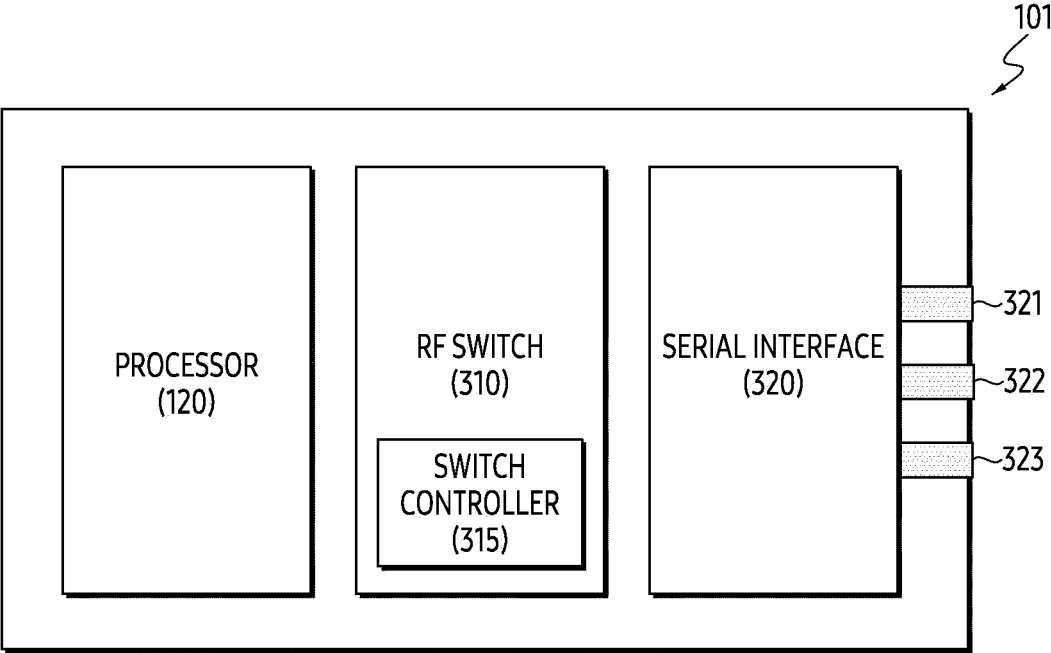 101
PROCESSOR
(120)
RF SWITCH
(310)
SWITCH
CONTROLLER
(315)
SERIAL INTERFACE
(320)
321
322
323